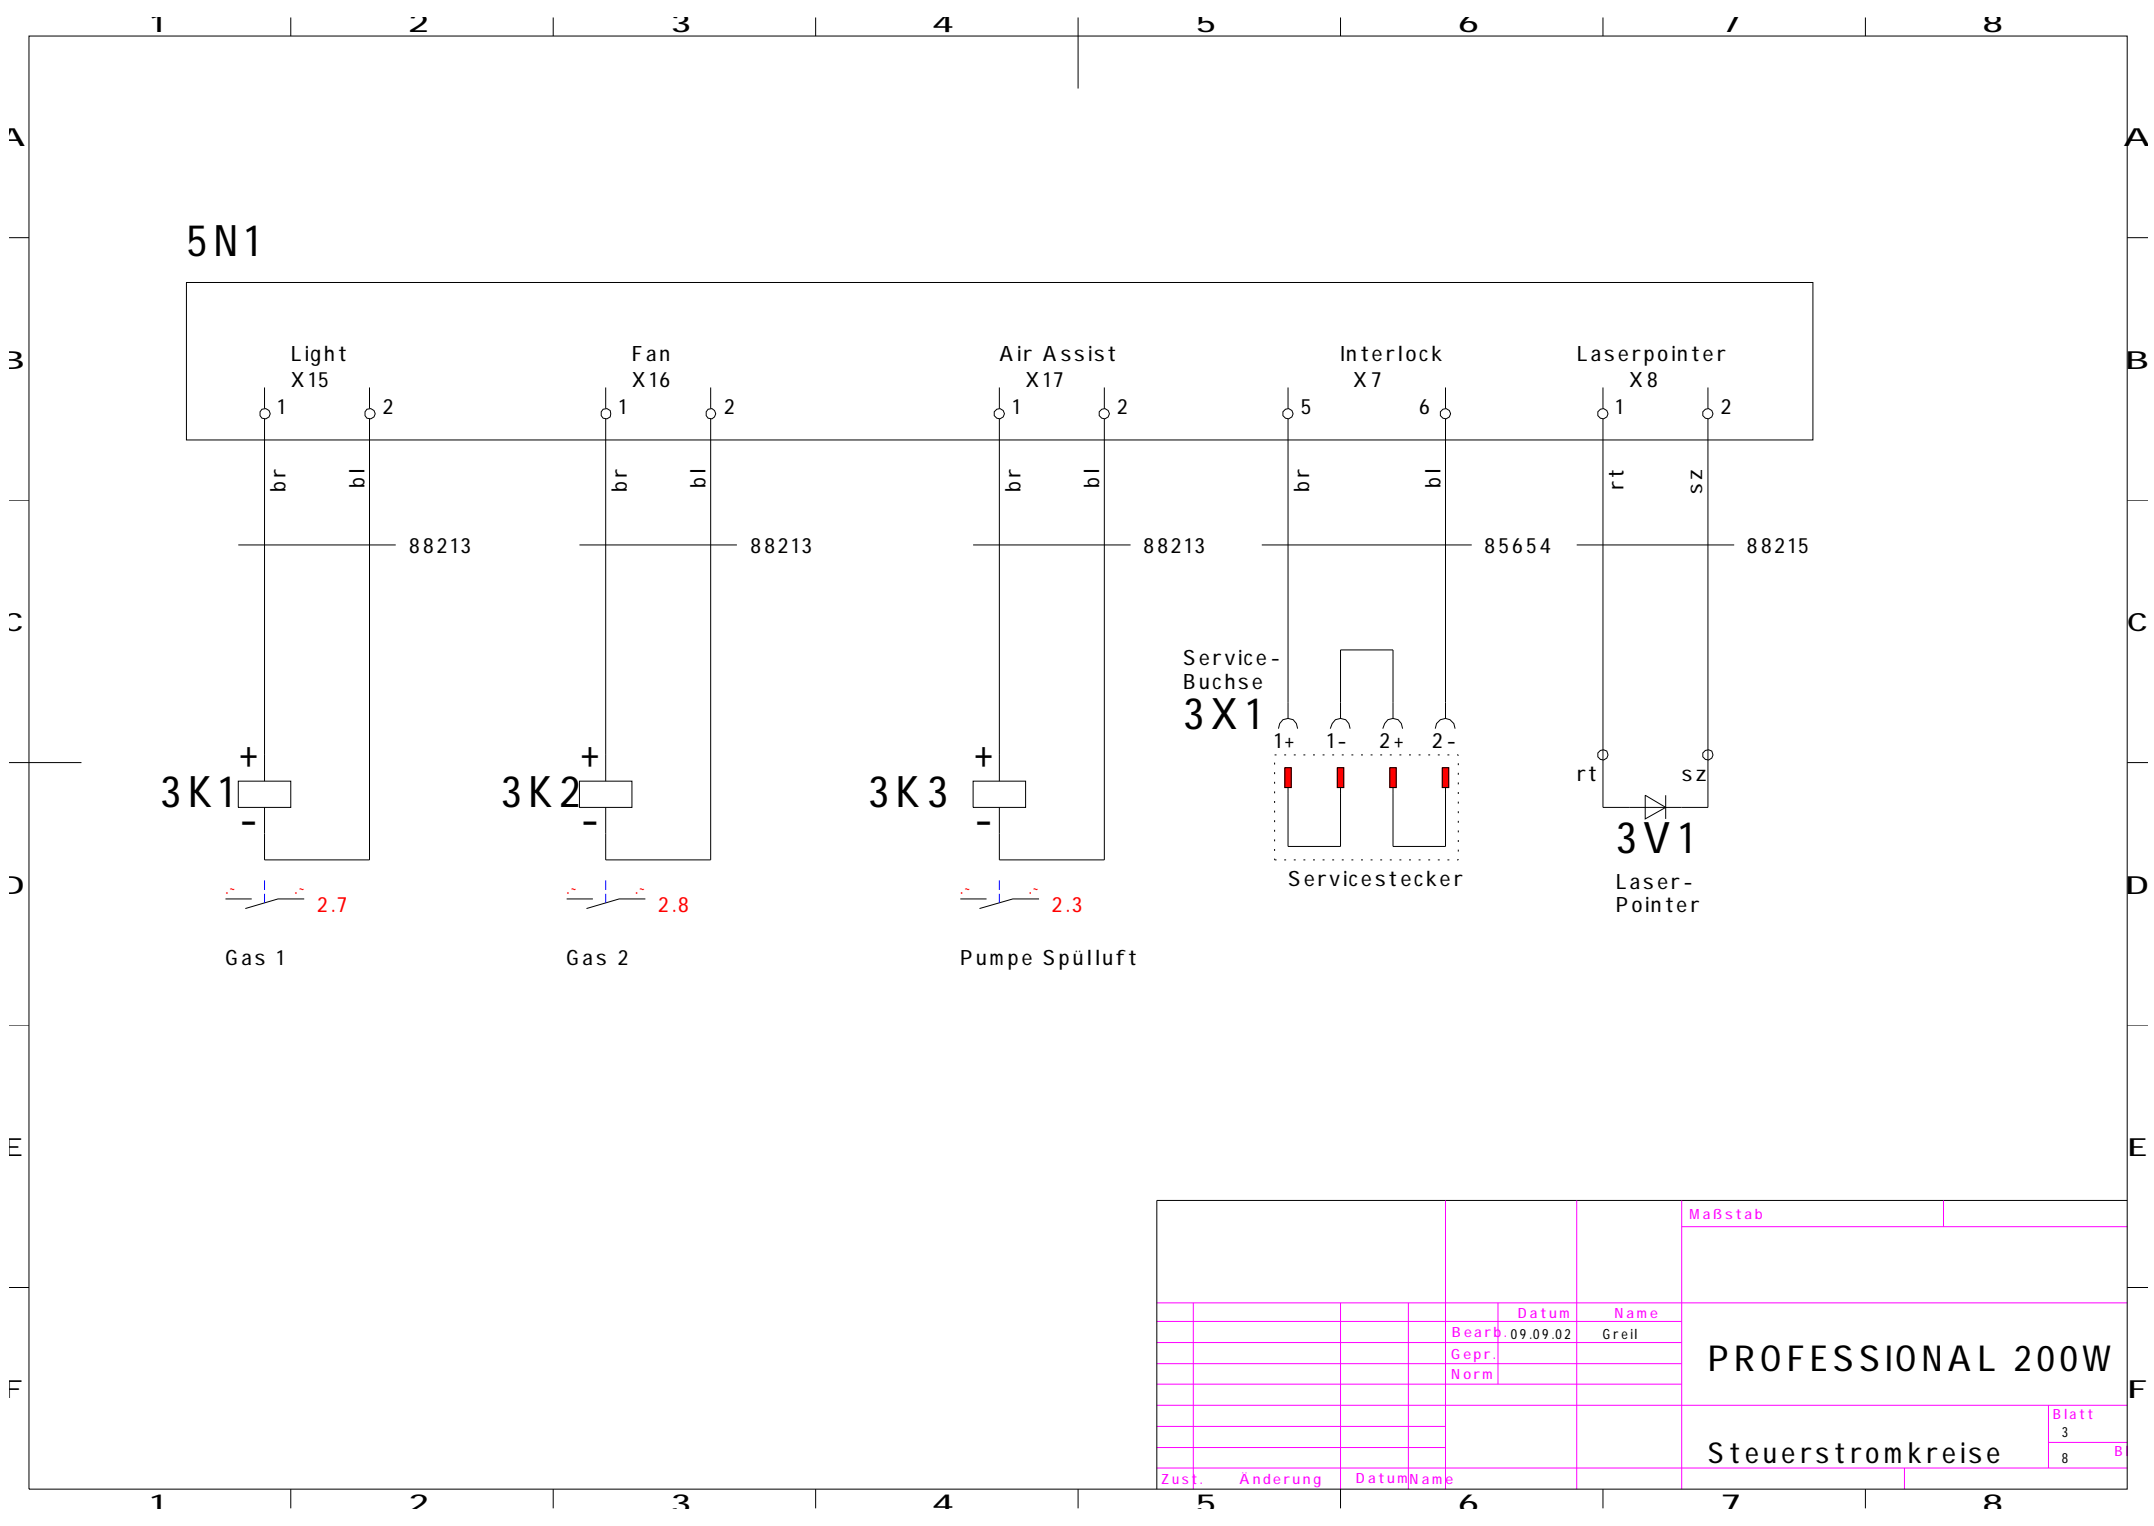 1 2 3 4 5 6 7 8
A A
5N1
B B
Light Fan Air Assist Interlock Laserpointer
X15 X16 X17 X7 X8
1 2 1 2 1 2 5 6 1 2
br bl br bl br bl br bl rt sz
88213 88213 88213 85654 88215
C C
Service-
Buchse
3X1
1+ 1- 2+ 2-
+ + +
rt sz
3K1 3K2 3K3
- - -
3V1
Servicestecker
Laser-
Pointer
D D
2.7 2.8 2.3
Gas 1 Gas 2 Pumpe Spülluft
E E
Maßstab
Datum Name
Bearb. 09.09.02 Greil
Gepr.
Norm
PROFESSIONAL 200W
F F
Blatt
3
Steuerstromkreise
8
Zust. Änderung Datum Name
1 2 3 4 5 6 7 8